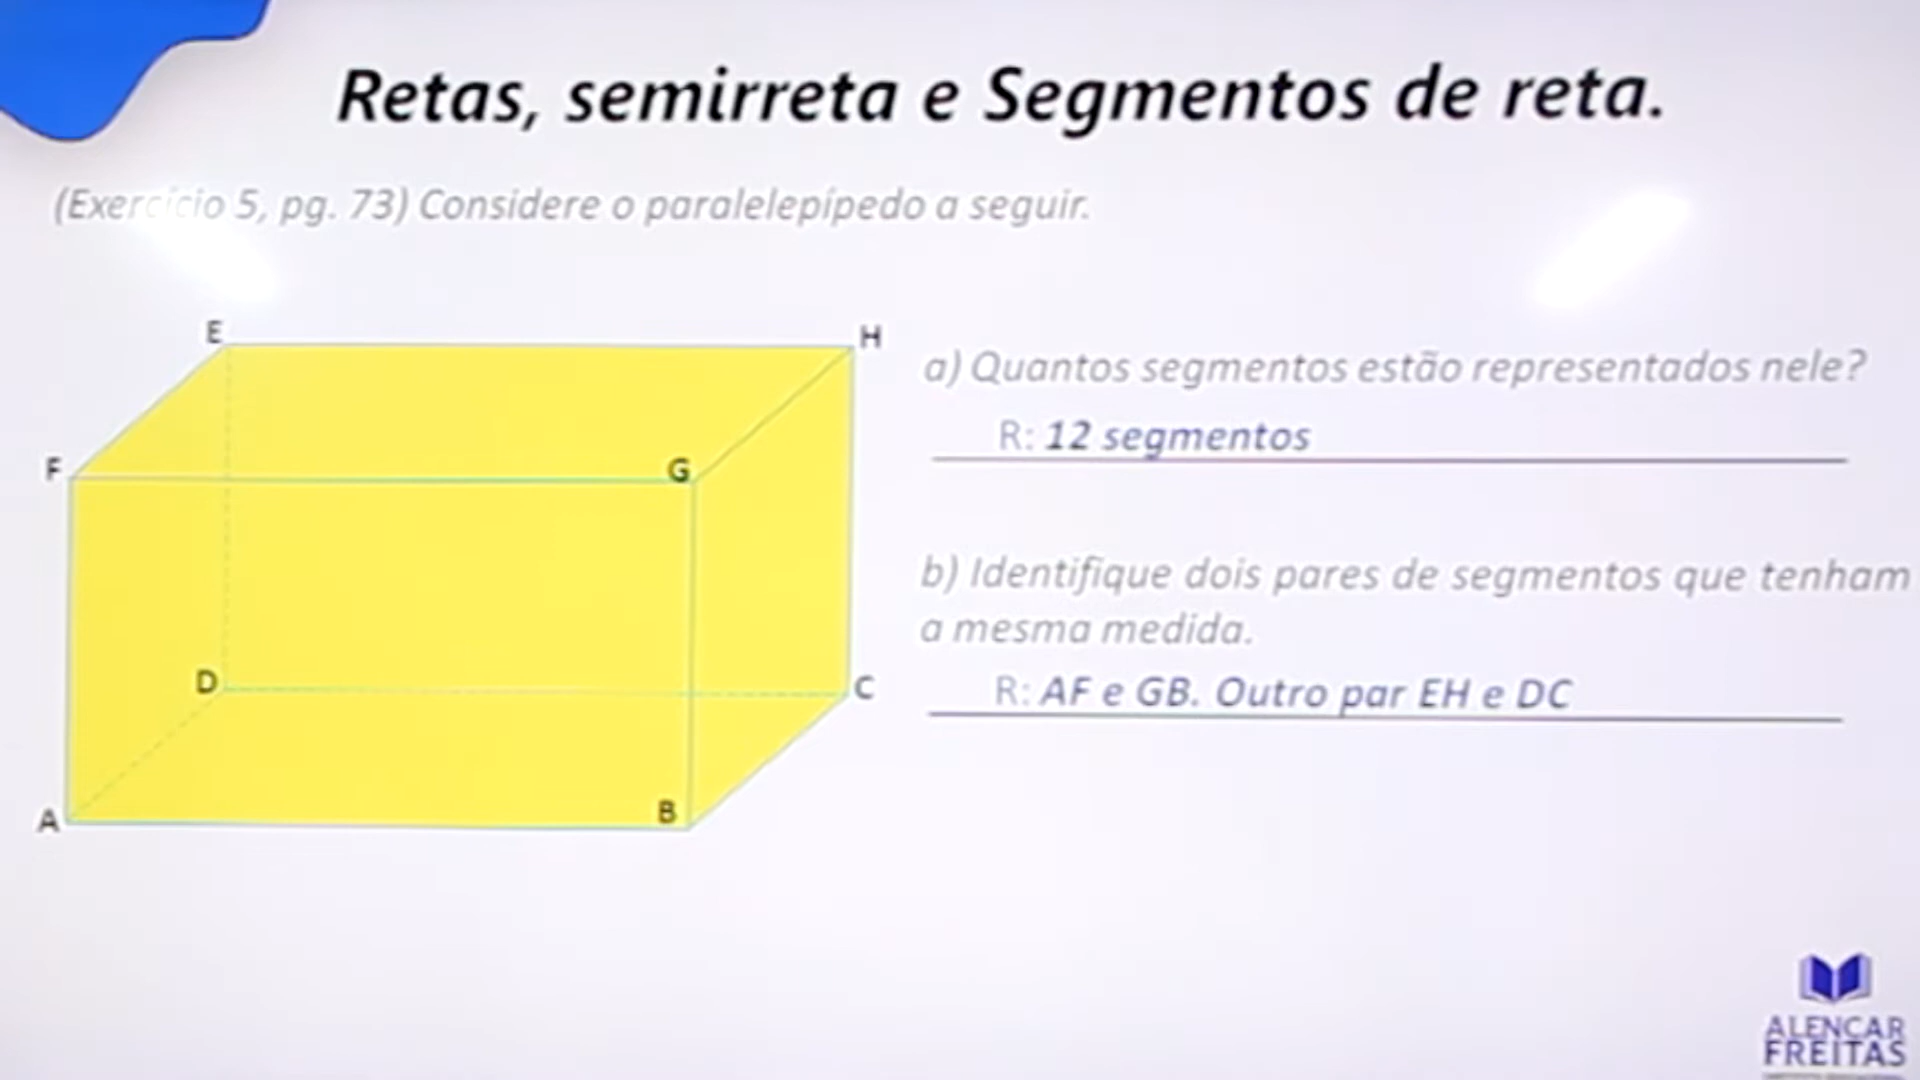 Retas, semirreta e Segmentos de reta.
(Exercício 5, pg. 73) Considere o paralelepípedo a seguir.
E
H
a) Quantos segmentos estão representados nele?
R: 12 segmentos
F
G
b) Identifique dois pares de segmentos que tenham
a mesma medida.
D
C
R: AF e GB. Outro par EH e DC
A
B
ALENCAR
FREITAS